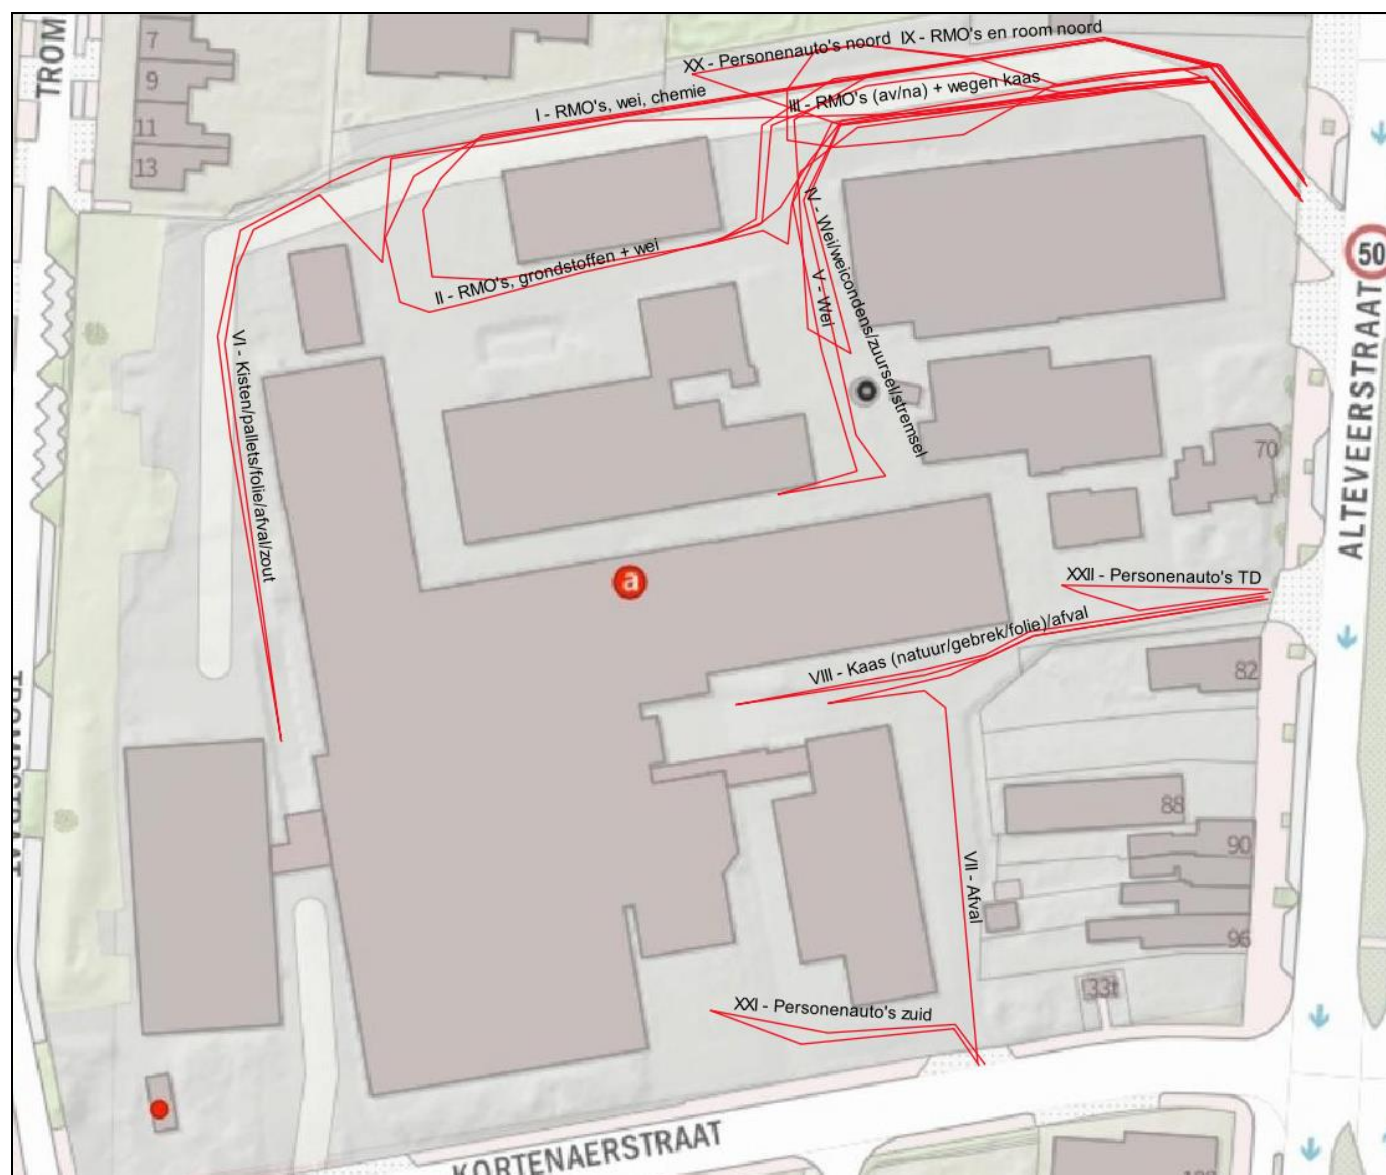 TROM
7
9
11
13
XX - Personenauto's noord
IX - RMO's en room noord
I - RMO's, wei, chemie
III - RMO's (av/na) + wegen kaas
II - RMO's, grondstoffen + wei
IV - Wei/weicondens/zuursel/stremsel
V - Wei
VI - Kisten/pallets/folie/afval/zout
50
ALTEVEERSTRAAT
70
a
XXII - Personenauto's TD
VIII - Kaas (natuur/gebrek/folie)/afval
82
88
90
96
33t
VII - Afval
XXI - Personenauto's zuid
KORTENAERSTRAAT